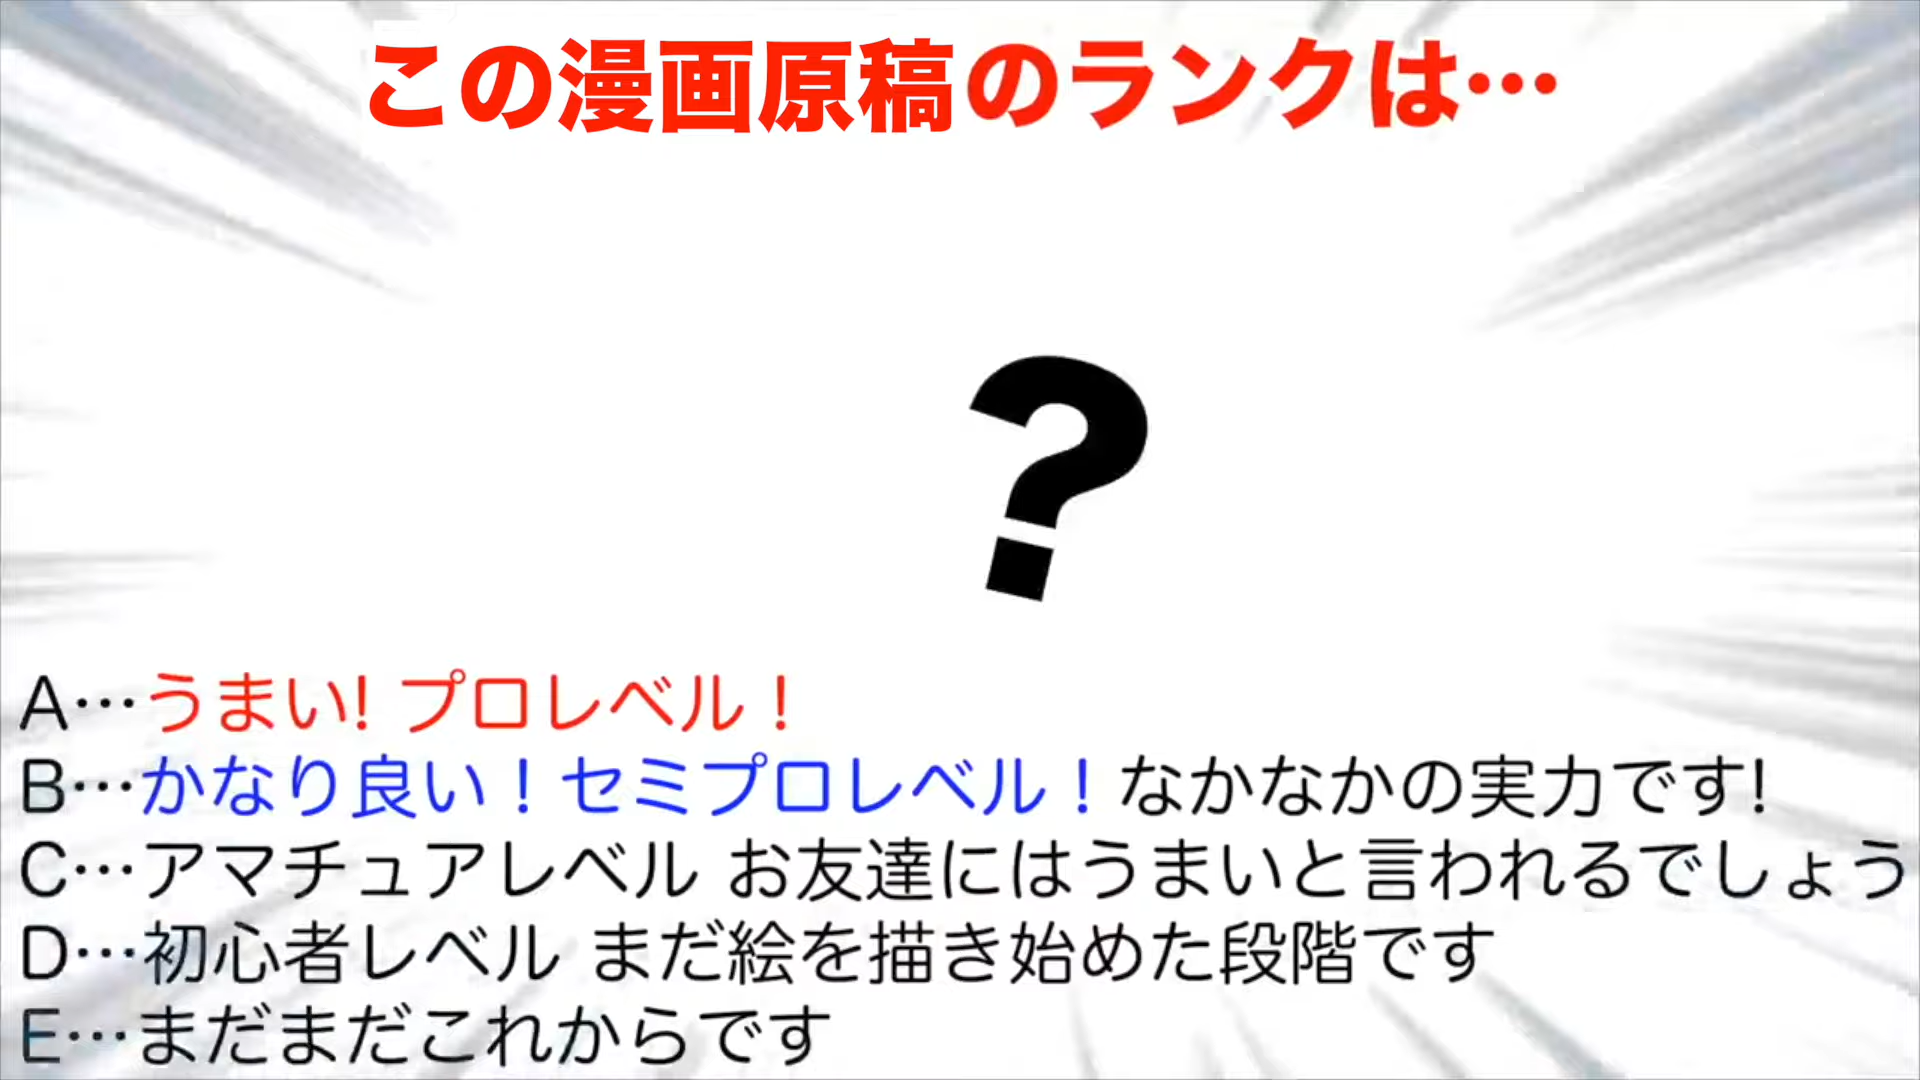 この漫画原稿のランクは…
?
A…うまい! プロレベル！
B…かなり良い！セミプロレベル！なかなかの実力です!
C…アマチュアレベル お友達にはうまいと言われるでしょう
D…初心者レベル まだ絵を描き始めた段階です
E…まだまだこれからです